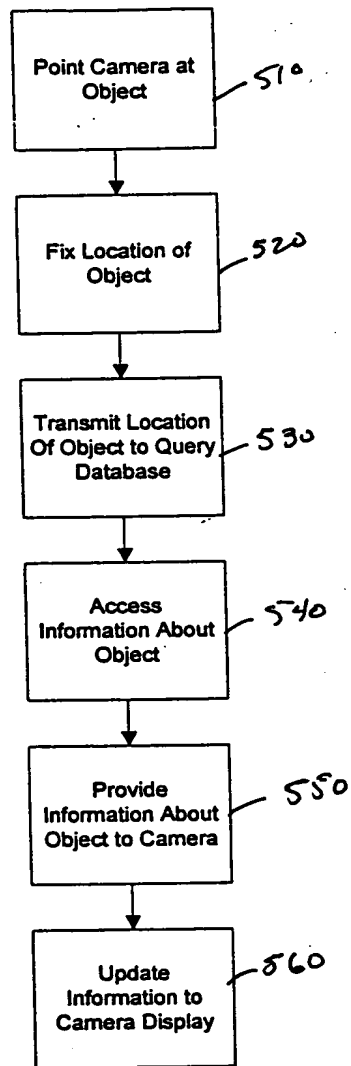 Point Camera at
Object
510
Fix Location of
Object
520
Transmit Location
Of Object to Query
Database
530
Access
Information About
Object
540
Provide
Information About
Object to Camera
550
Update
Information to
Camera Display
560